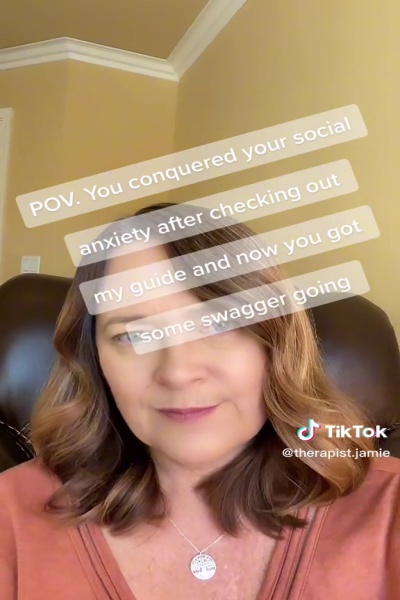 POV. You conquered your social
anxiety after checking out
my guide and now you got
some swagger going
TikTok
@therapist.jamie